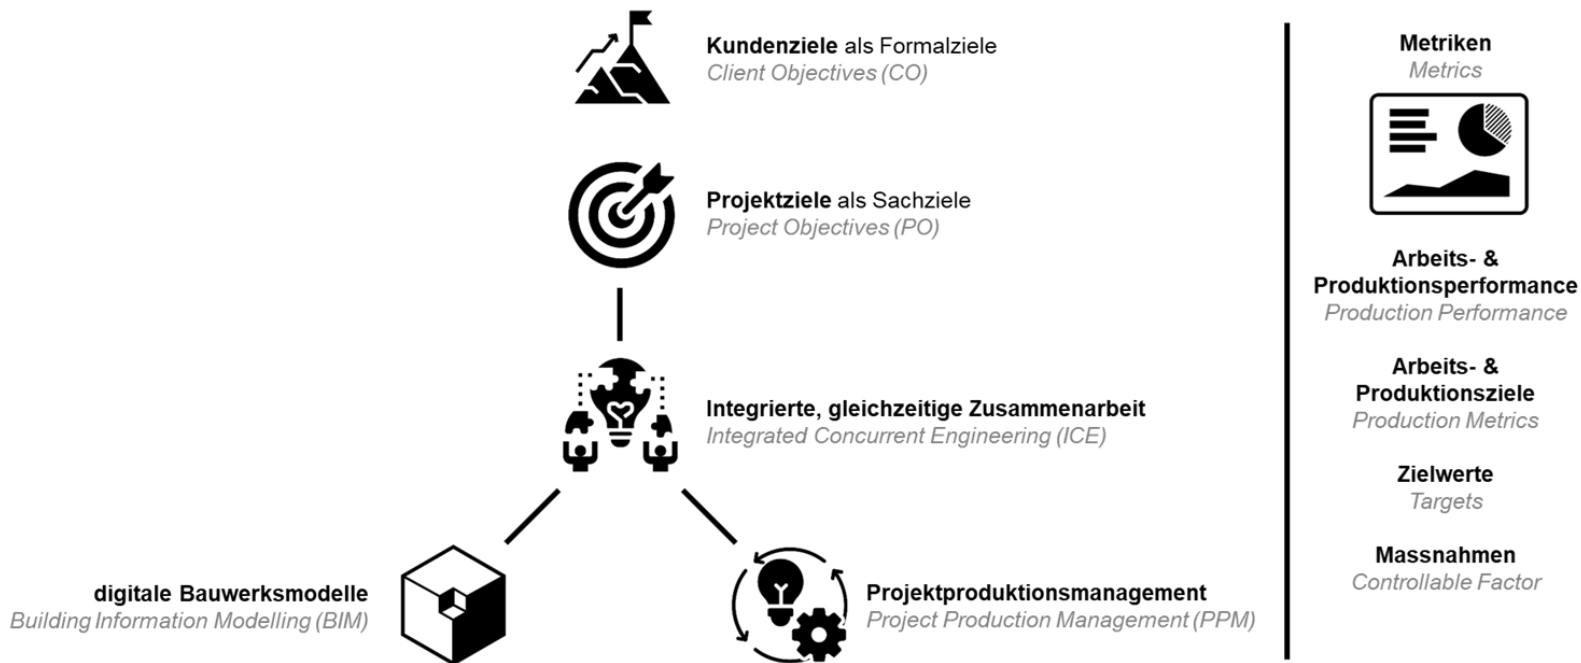 Kundenziele als Formalziele
Client Objectives (CO)
Projektziele als Sachziele
Project Objectives (PO)
Integrierte, gleichzeitige Zusammenarbeit
Integrated Concurrent Engineering (ICE)
digitale Bauwerksmodelle
Building Information Modelling (BIM)
Projektproduktionsmanagement
Project Production Management (PPM)
Metriken
Metrics
Arbeits- &
Produktionsperformance
Production Performance
Arbeits- &
Produktionsziele
Production Metrics
Zielwerte
Targets
Massnahmen
Controllable Factor